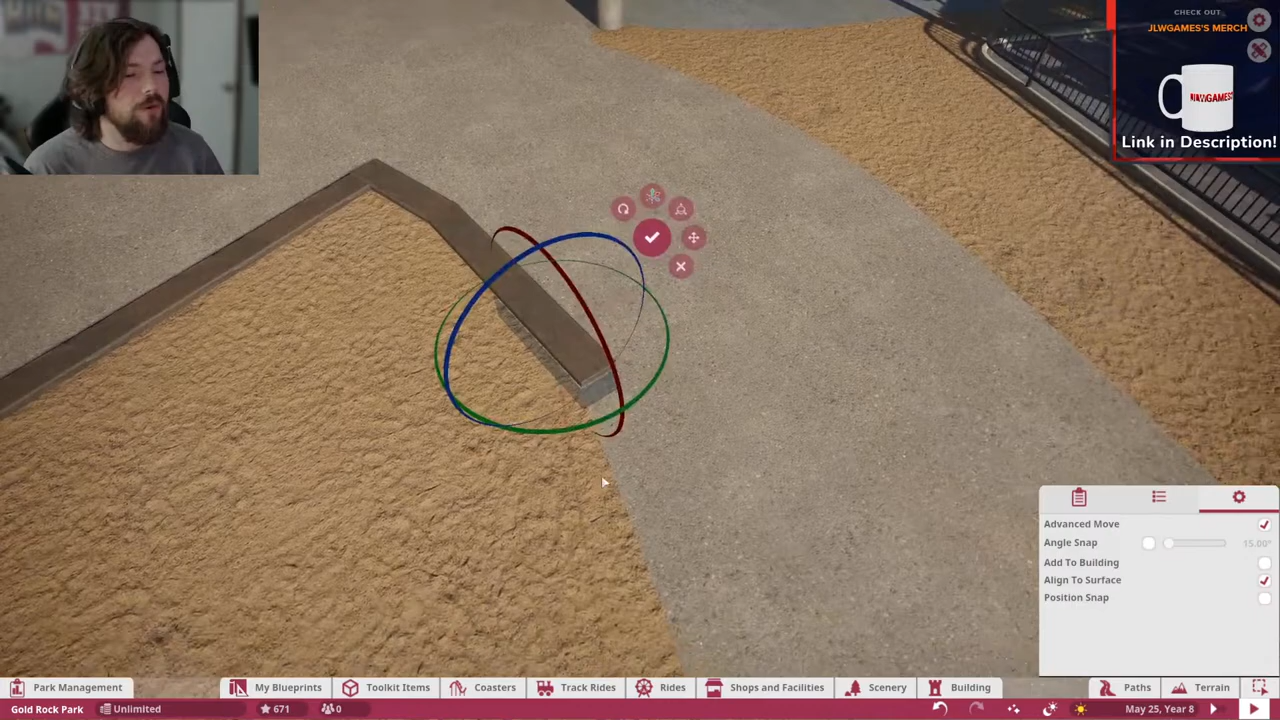 CHECK OUT
JLWGAMES'S MERCH
JLWGAMES
Link in Description!
Advanced Move
Angle Snap 15.00°
Add To Building
Align To Surface
Position Snap
Park Management My Blueprints Toolkit Items Coasters Track Rides Rides Shops and Facilities Scenery Building Paths Terrain
Gold Rock Park Unlimited 671 0 May 25, Year 8